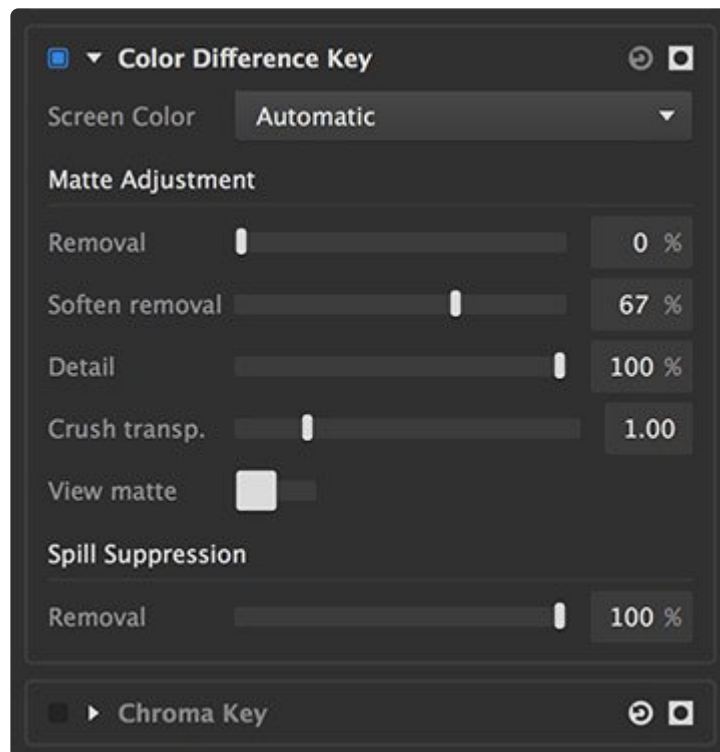 Color Difference Key
Screen Color Automatic
Matte Adjustment
Removal 0 %
Soften removal 67 %
Detail 100 %
Crush transp. 1.00
View matte
Spill Suppression
Removal 100 %
Chroma Key